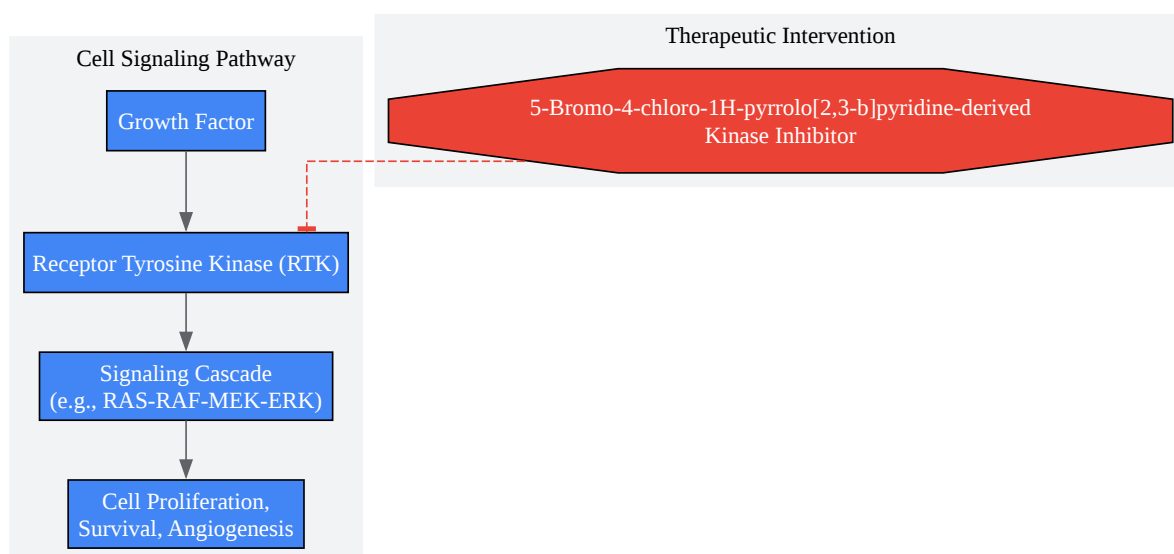 Cell Signaling Pathway
Growth Factor
Receptor Tyrosine Kinase (RTK)
Signaling Cascade
(e.g., RAS-RAF-MEK-ERK)
Cell Proliferation,
Survival, Angiogenesis
Therapeutic Intervention
5-Bromo-4-chloro-1H-pyrrolo[2,3-b]pyridine-derived
Kinase Inhibitor